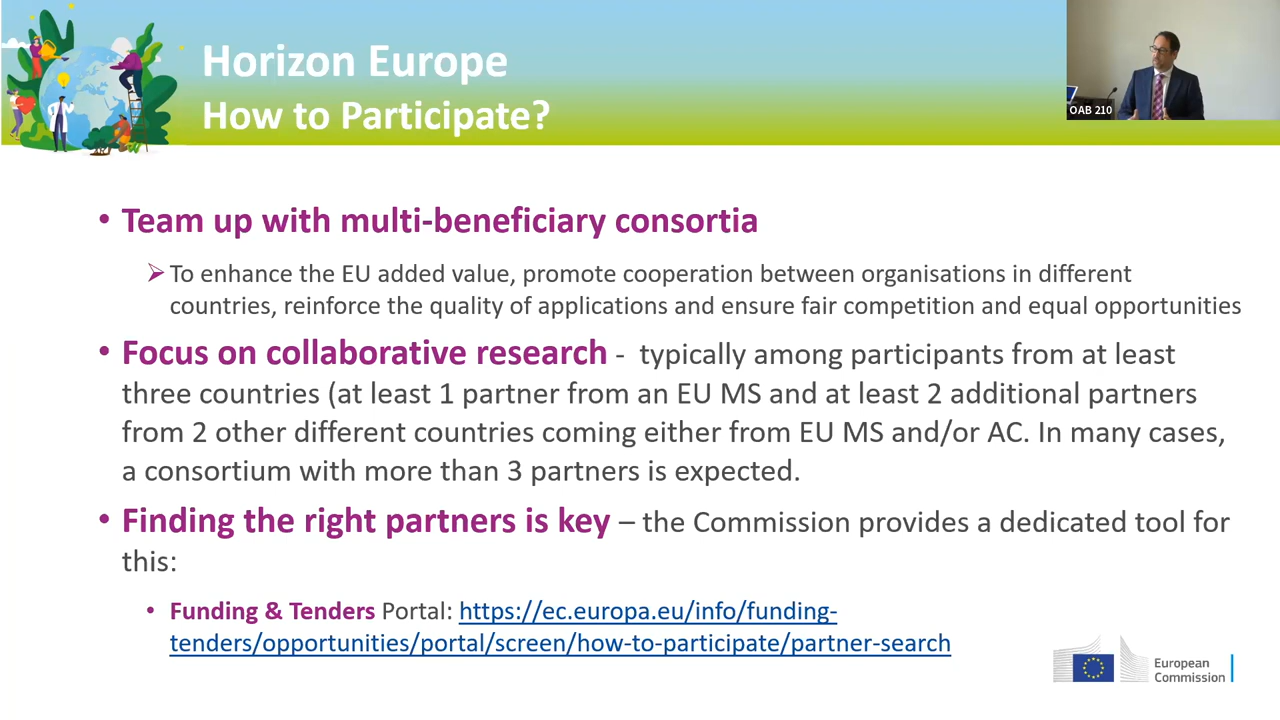 Horizon Europe
How to Participate?
OAB 210
• Team up with multi-beneficiary consortia
➢ To enhance the EU added value, promote cooperation between organisations in different
countries, reinforce the quality of applications and ensure fair competition and equal opportunities
• Focus on collaborative research - typically among participants from at least
three countries (at least 1 partner from an EU MS and at least 2 additional partners
from 2 other different countries coming either from EU MS and/or AC. In many cases,
a consortium with more than 3 partners is expected.
• Finding the right partners is key – the Commission provides a dedicated tool for
this:
• Funding & Tenders Portal: https://ec.europa.eu/info/funding-
tenders/opportunities/portal/screen/how-to-participate/partner-search
European
Commission